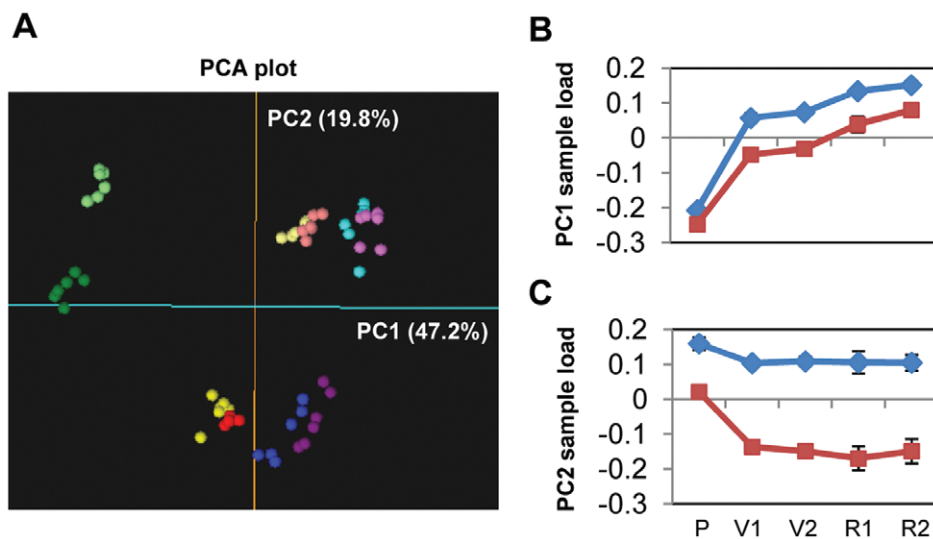 A
PCA plot
PC2 (19.8%)
PC1 (47.2%)
B
PC1 sample load
0.2
0.1
0
-0.1
-0.2
-0.3
C
PC2 sample load
0.2
0.1
0
-0.1
-0.2
-0.3
P V1 V2 R1 R2